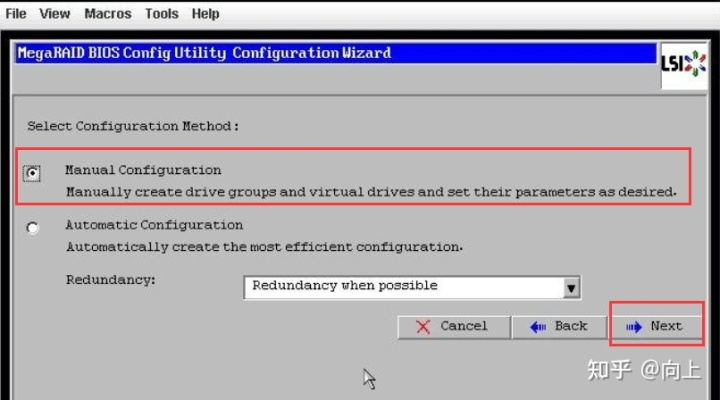 File View Macros Tools Help
MegaRAID BIOS Config Utility Configuration Wizard
LSI
Select Configuration Method:
Manual Configuration
Manually create drive groups and virtual drives and set their parameters as desired.
Automatic Configuration
Automatically create the most efficient configuration.
Redundancy: Redundancy when possible
Cancel Back Next
知乎 @向上